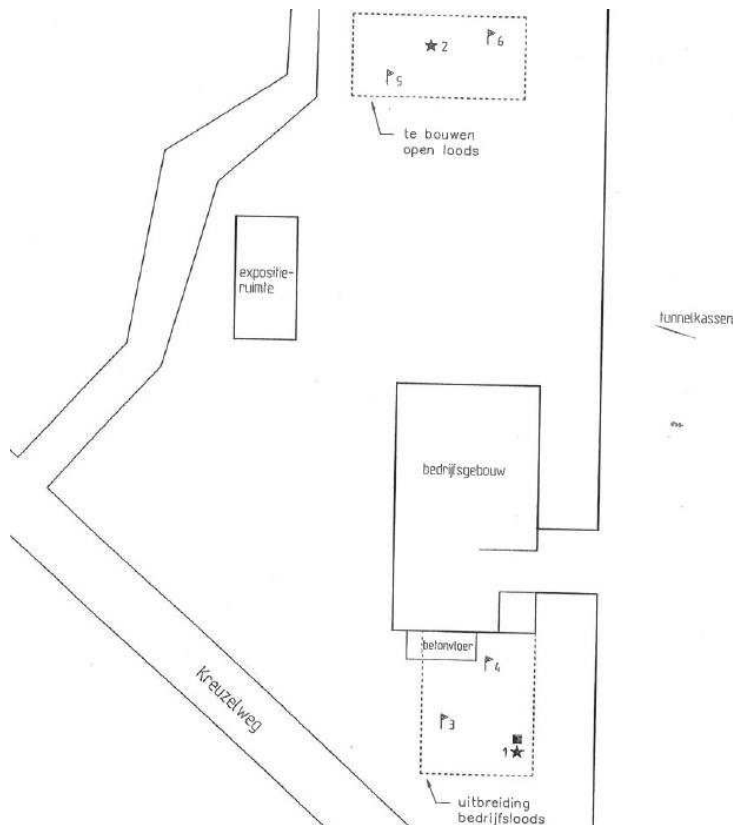 6
2
5
te bouwen
open loods
expositie-
ruimte
tunnelkassen
bedrijfsgebouw
betonvloer
4
Kreuzelweg
3
1
uitbreiding
bedrijfsloods